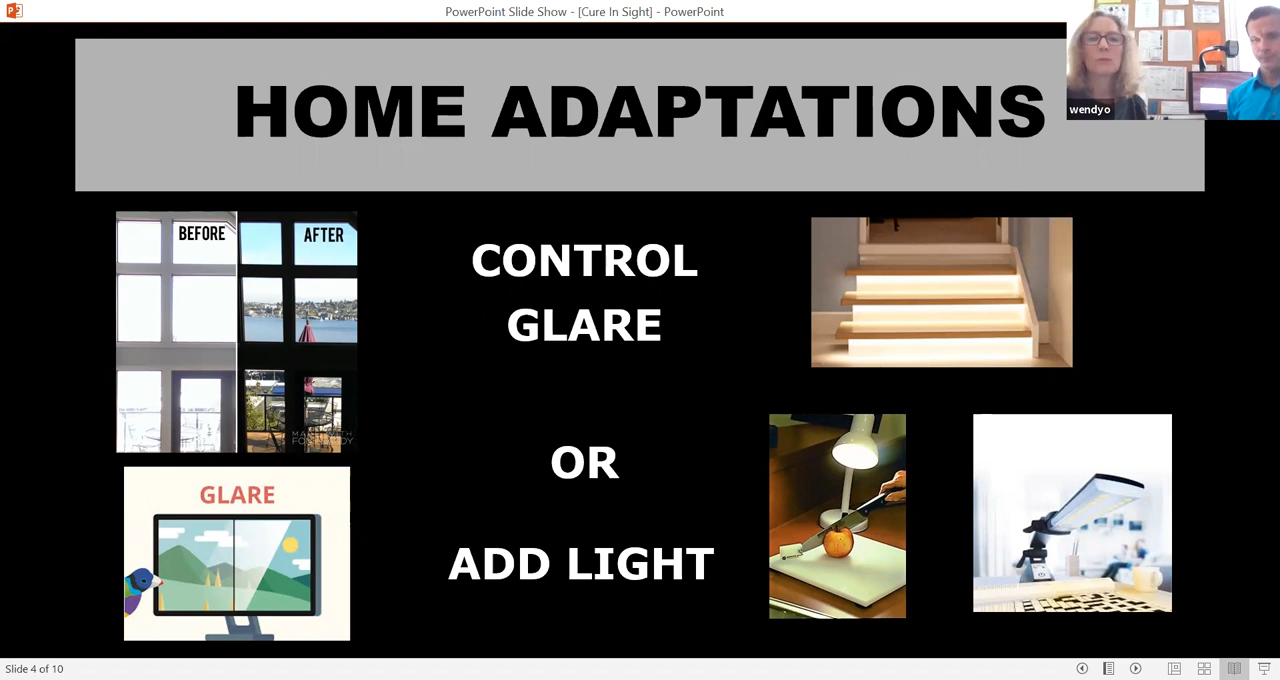 PowerPoint Slide Show - [Cure In Sight] - PowerPoint
wendyo
HOME ADAPTATIONS
BEFORE
AFTER
CONTROL
GLARE
OR
ADD LIGHT
GLARE
Slide 4 of 10